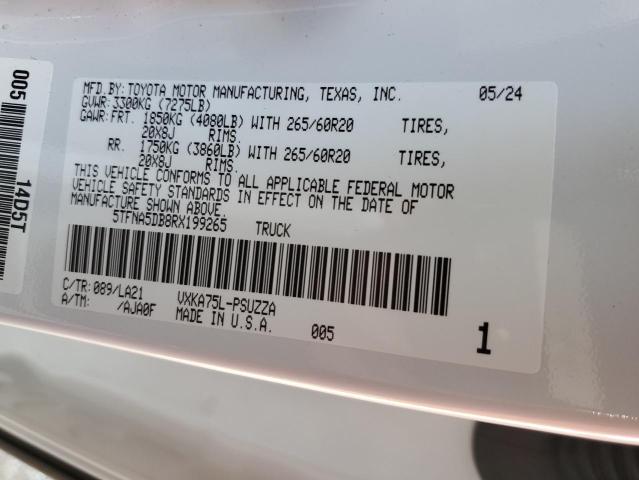 MFD.BY:TOYOTA MOTOR MANUFACTURING, TEXAS, INC. 05/24
GVWR:3300KG (7275LB)
GAWR:FRT. 1850KG (4080LB) WITH 265/60R20 TIRES,
20X8J RIMS
RR. 1750KG (3860LB) WITH 265/60R20 TIRES,
20X8J RIMS
THIS VEHICLE CONFORMS TO ALL APPLICABLE FEDERAL MOTOR
VEHICLE SAFETY STANDARDS IN EFFECT ON THE DATE OF
MANUFACTURE SHOWN ABOVE.
5TFNA5DB8RX199265 TRUCK
C/TR:089/LA21 VXKA75L-PSUZZA
A/TM: /AJA0F MADE IN U.S.A. 005 1
005 14D5T